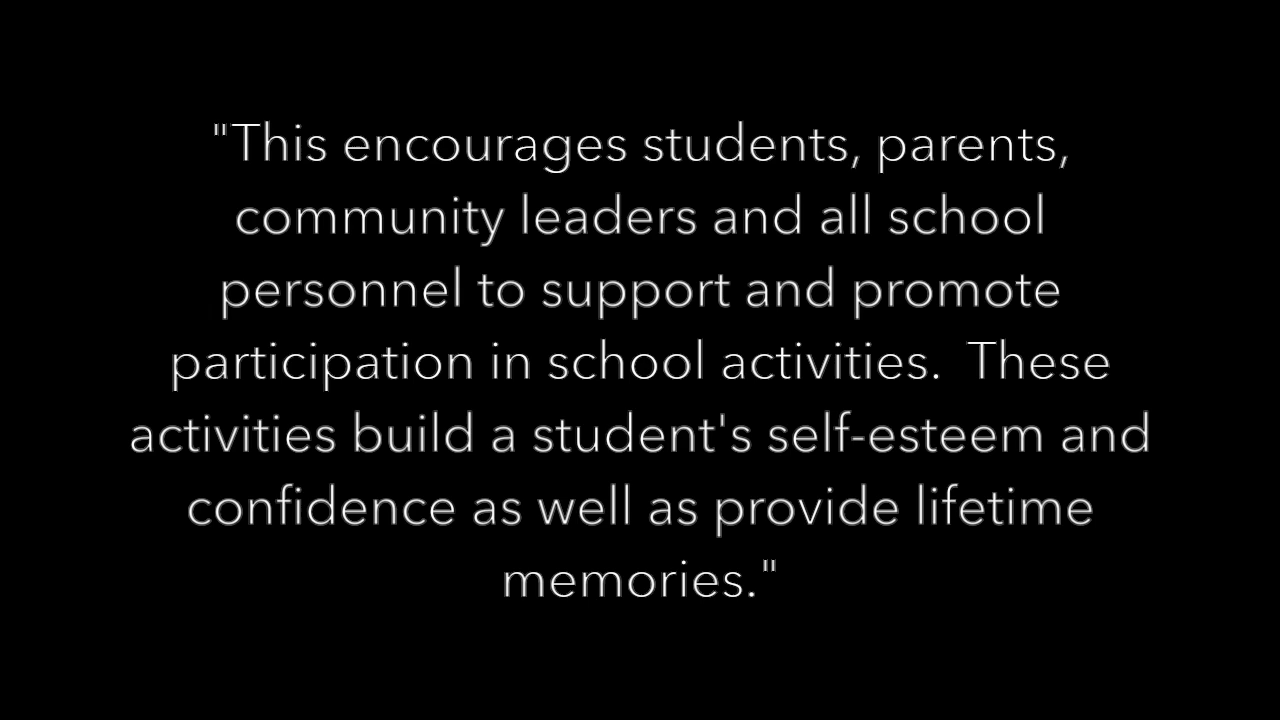 "This encourages students, parents,
community leaders and all school
personnel to support and promote
participation in school activities.  These
activities build a student's self-esteem and
confidence as well as provide lifetime
memories."